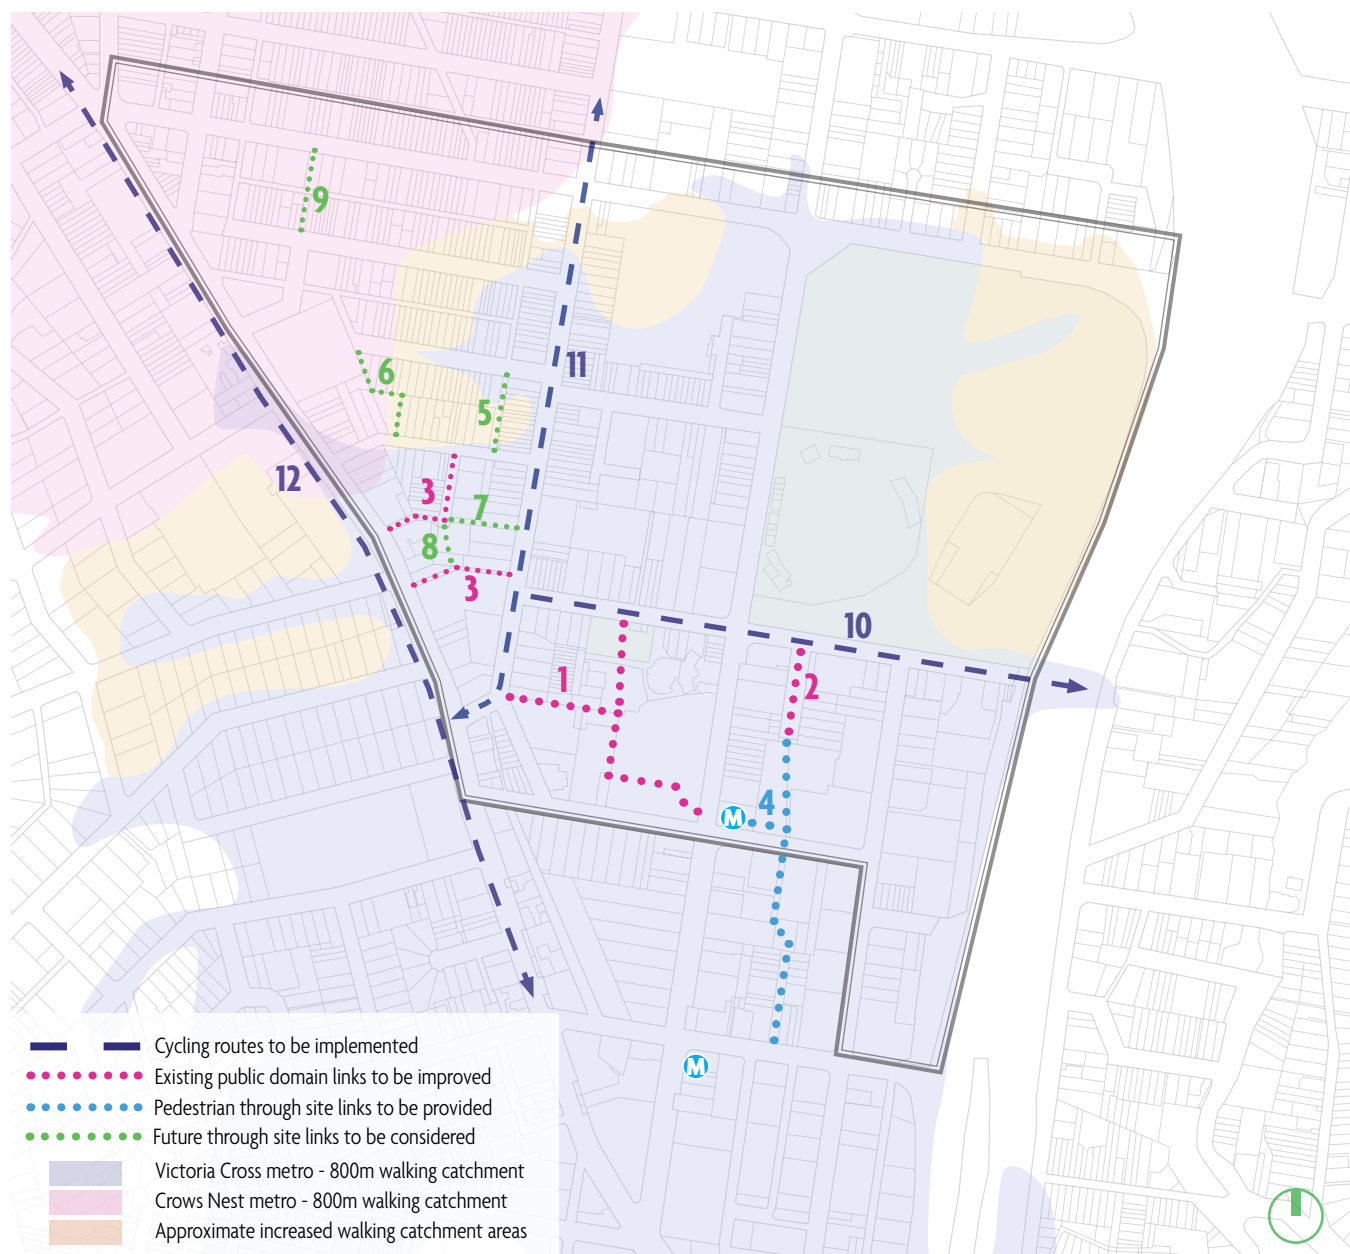 9
11
6
5
12
3
7
8
3
10
1
2
4
M
M
Cycling routes to be implemented
Existing public domain links to be improved
Pedestrian through site links to be provided
Future through site links to be considered
Victoria Cross metro - 800m walking catchment
Crows Nest metro - 800m walking catchment
Approximate increased walking catchment areas